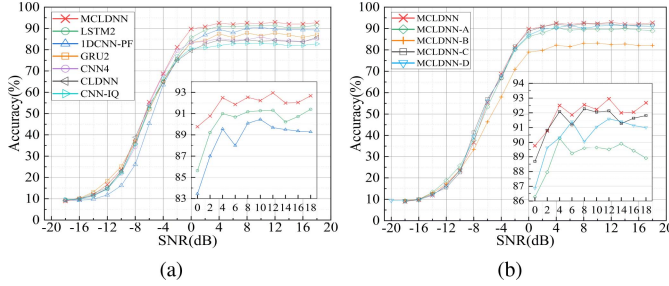 100
90
80
70
60
50
40
30
20
10
0
Accuracy(%)
MCLDNN
LSTM2
1DCNN-PF
GRU2
CNN4
CLDNN
CNN-IQ
93
91
89
87
85
83
0 2 4 6 8 10 12 14 16 18
-20 -16 -12 -8 -4 0 4 8 12 16 20
SNR(dB)
(a)
100
90
80
70
60
50
40
30
20
10
0
Accuracy(%)
MCLDNN
MCLDNN-A
MCLDNN-B
MCLDNN-C
MCLDNN-D
94
93
92
91
90
89
88
87
86
0 2 4 6 8 10 12 14 16 18
-20 -16 -12 -8 -4 0 4 8 12 16 20
SNR(dB)
(b)